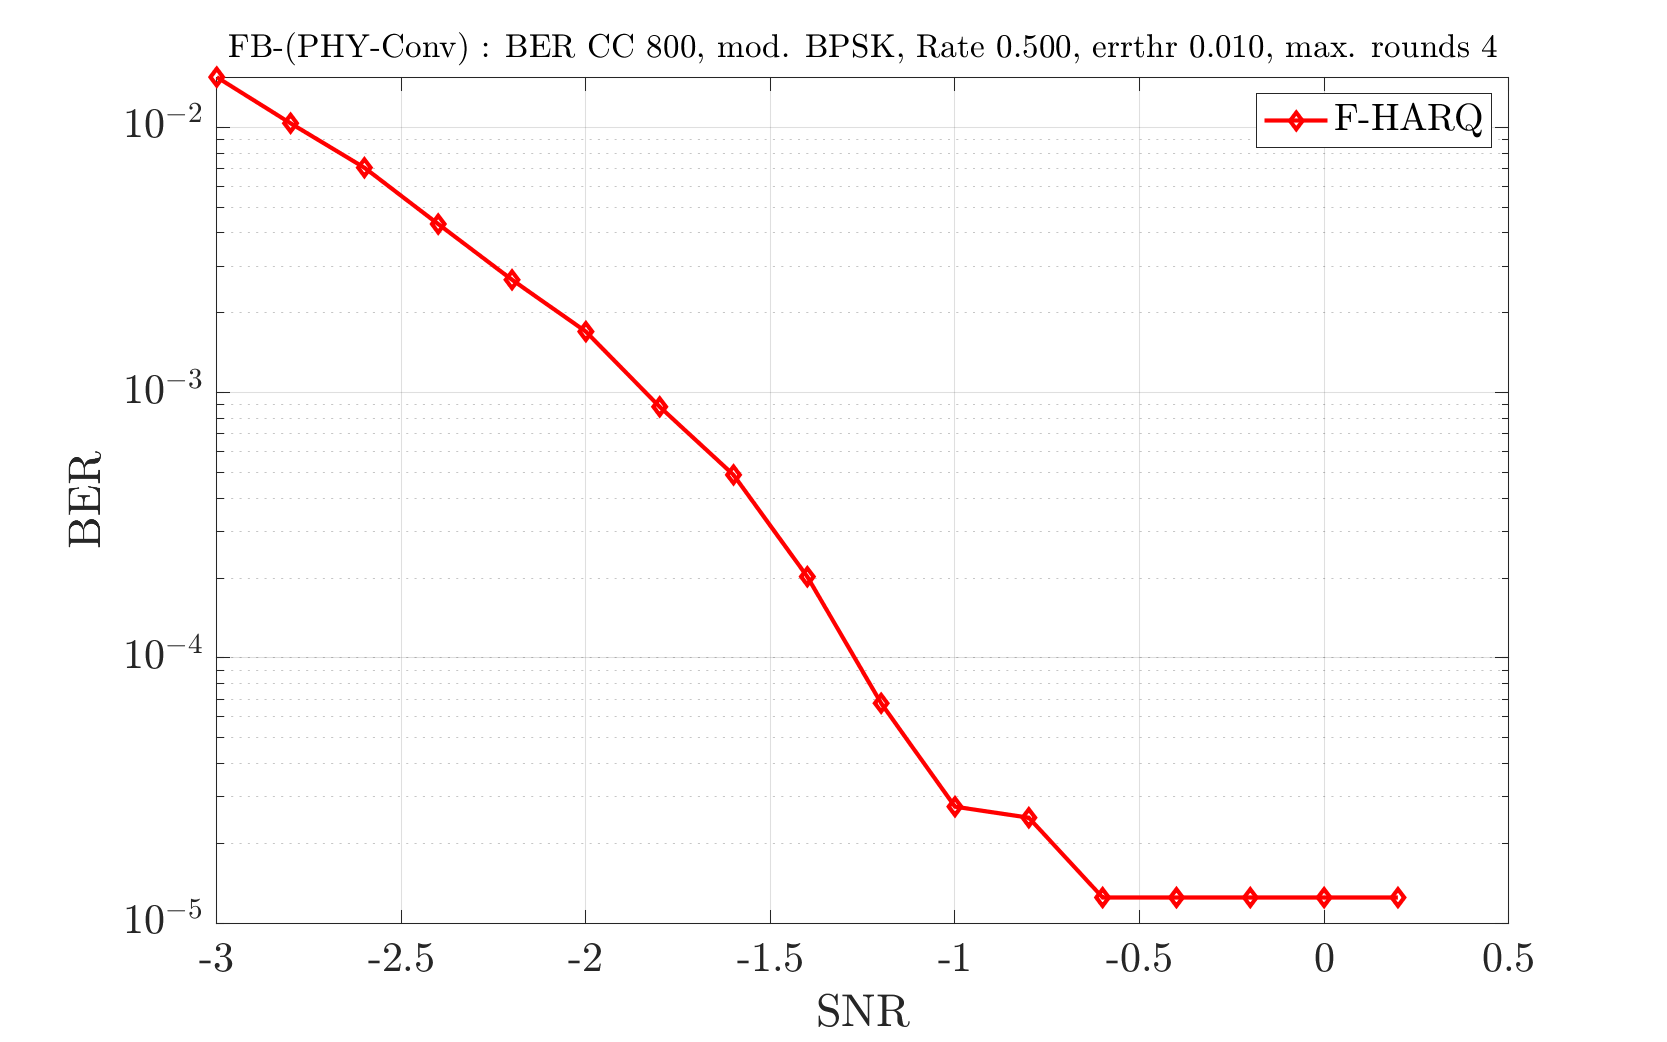 FB-(PHY-Conv) : BER CC 800, mod. BPSK, Rate 0.500, errthr 0.010, max. rounds 4
F-HARQ
10⁻²
10⁻³
10⁻⁴
10⁻⁵
BER
-3 -2.5 -2 -1.5 -1 -0.5 0 0.5
SNR